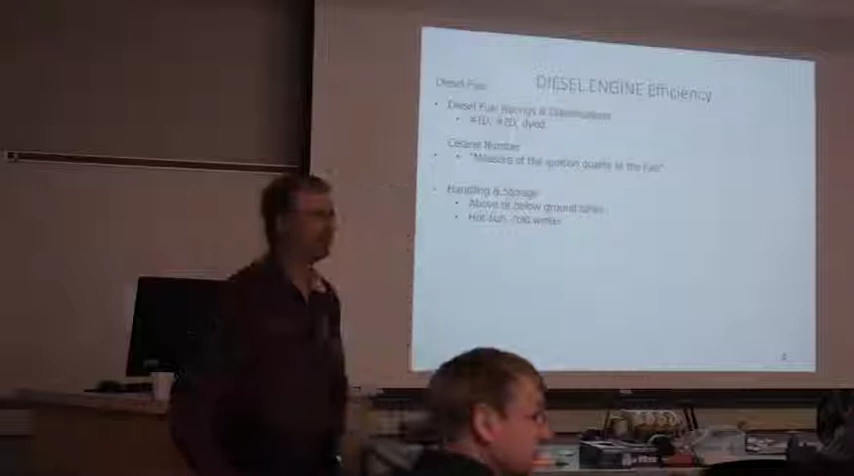 DIESEL ENGINE Efficiency
Diesel Fuel
• Diesel Fuel Ratings & Classifications
• #1D, #2D, dyed
Cetane Number
• • "Measure of the ignition quality of the Fuel"
• Handling & Storage
• Above or below ground tanks
• Hot sun, cold winter